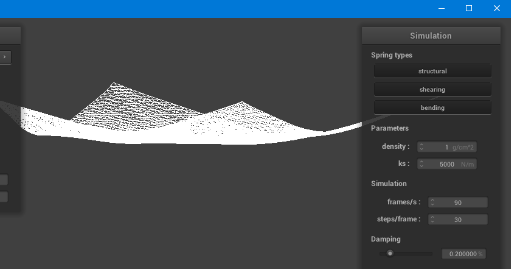 Simulation
Spring types
structural
shearing
bending
Parameters
density : 1 g/cm^2
ks : 5000 N/m
Simulation
frames/s : 90
steps/frame : 30
Damping
0.200000 %